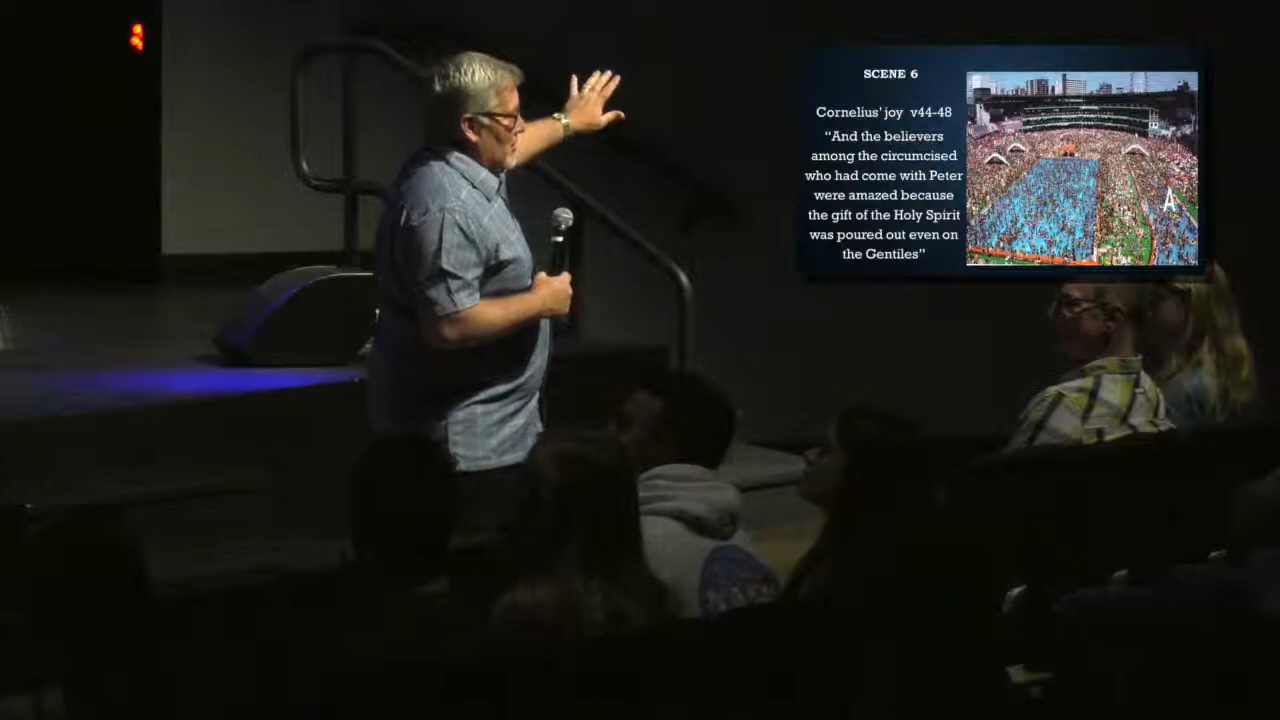 SCENE 6
Cornelius' joy v44-48
“And the believers
among the circumcised
who had come with Peter
were amazed because
the gift of the Holy Spirit
was poured out even on
the Gentiles”
A
NASA